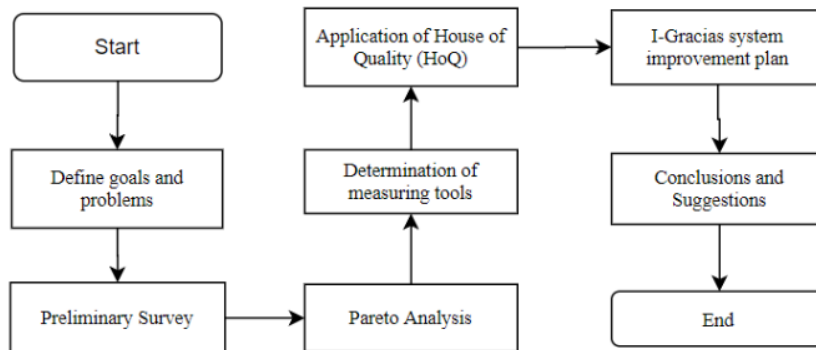 Start
Define goals and
problems
Preliminary Survey
Pareto Analysis
Determination of
measuring tools
Application of House of
Quality (HoQ)
I-Gracias system
improvement plan
Conclusions and
Suggestions
End